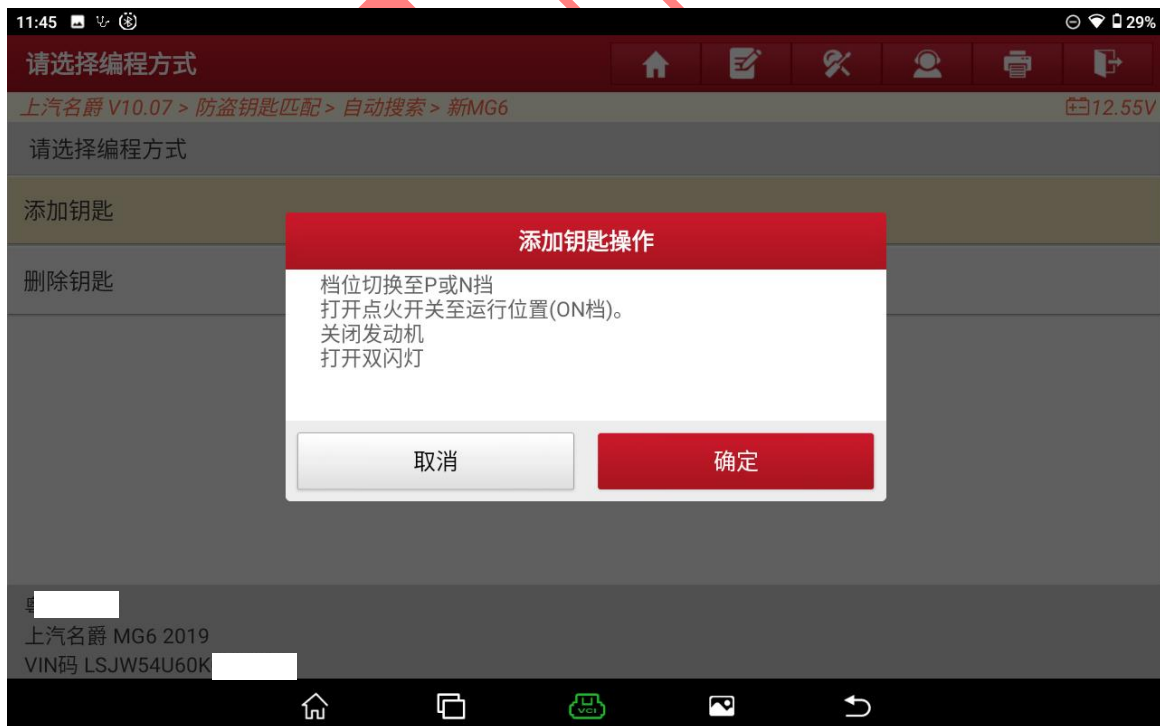 11:45
29%
请选择编程方式
上汽名爵 V10.07 > 防盗钥匙匹配 > 自动搜索 > 新MG6
12.55V
请选择编程方式
添加钥匙
删除钥匙
添加钥匙操作
档位切换至P或N挡
打开点火开关至运行位置(ON档)。
关闭发动机
打开双闪灯
取消
确定
上汽名爵 MG6 2019
VIN码 LSJW54U60K
VCI